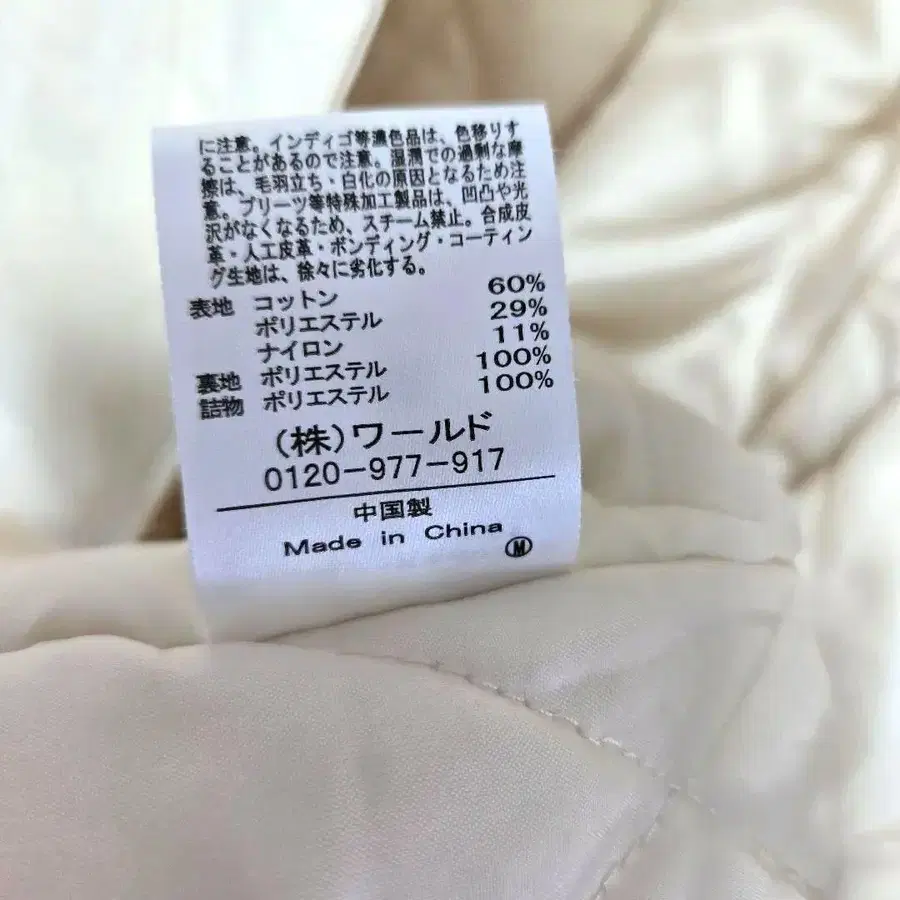 に注意。インディゴ等濃色品は、色移りす
ることがあるので注意。湿潤での過剰な摩
擦は、毛羽立ち・白化の原因となるため注
意。プリーツ等特殊加工製品は、凹凸や光
沢がなくなるため、スチーム禁止。合成皮
革・人工皮革・ボンディング・コーティン
グ生地は、徐々に劣化する。
表地 コットン 60%
ポリエステル 29%
ナイロン 11%
裏地 ポリエステル 100%
詰物 ポリエステル 100%
(株)ワールド
0120-977-917
中国製
Made in China
M